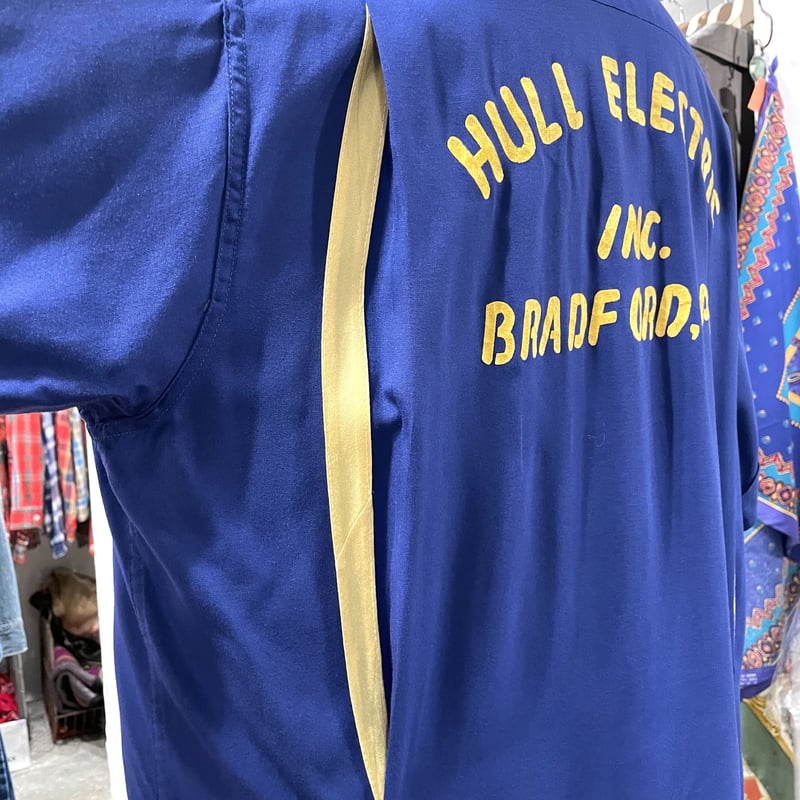 HULL ELECTRIC
INC.
BRADFORD, P